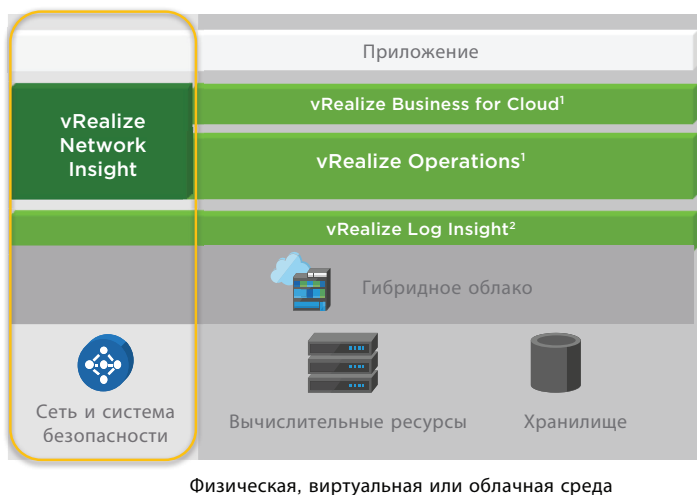 Приложение
vRealize Business for Cloud¹
vRealize
Network
Insight
vRealize Operations¹
vRealize Log Insight²
Гибридное облако
Сеть и система
безопасности
Вычислительные ресурсы
Хранилище
Физическая, виртуальная или облачная среда